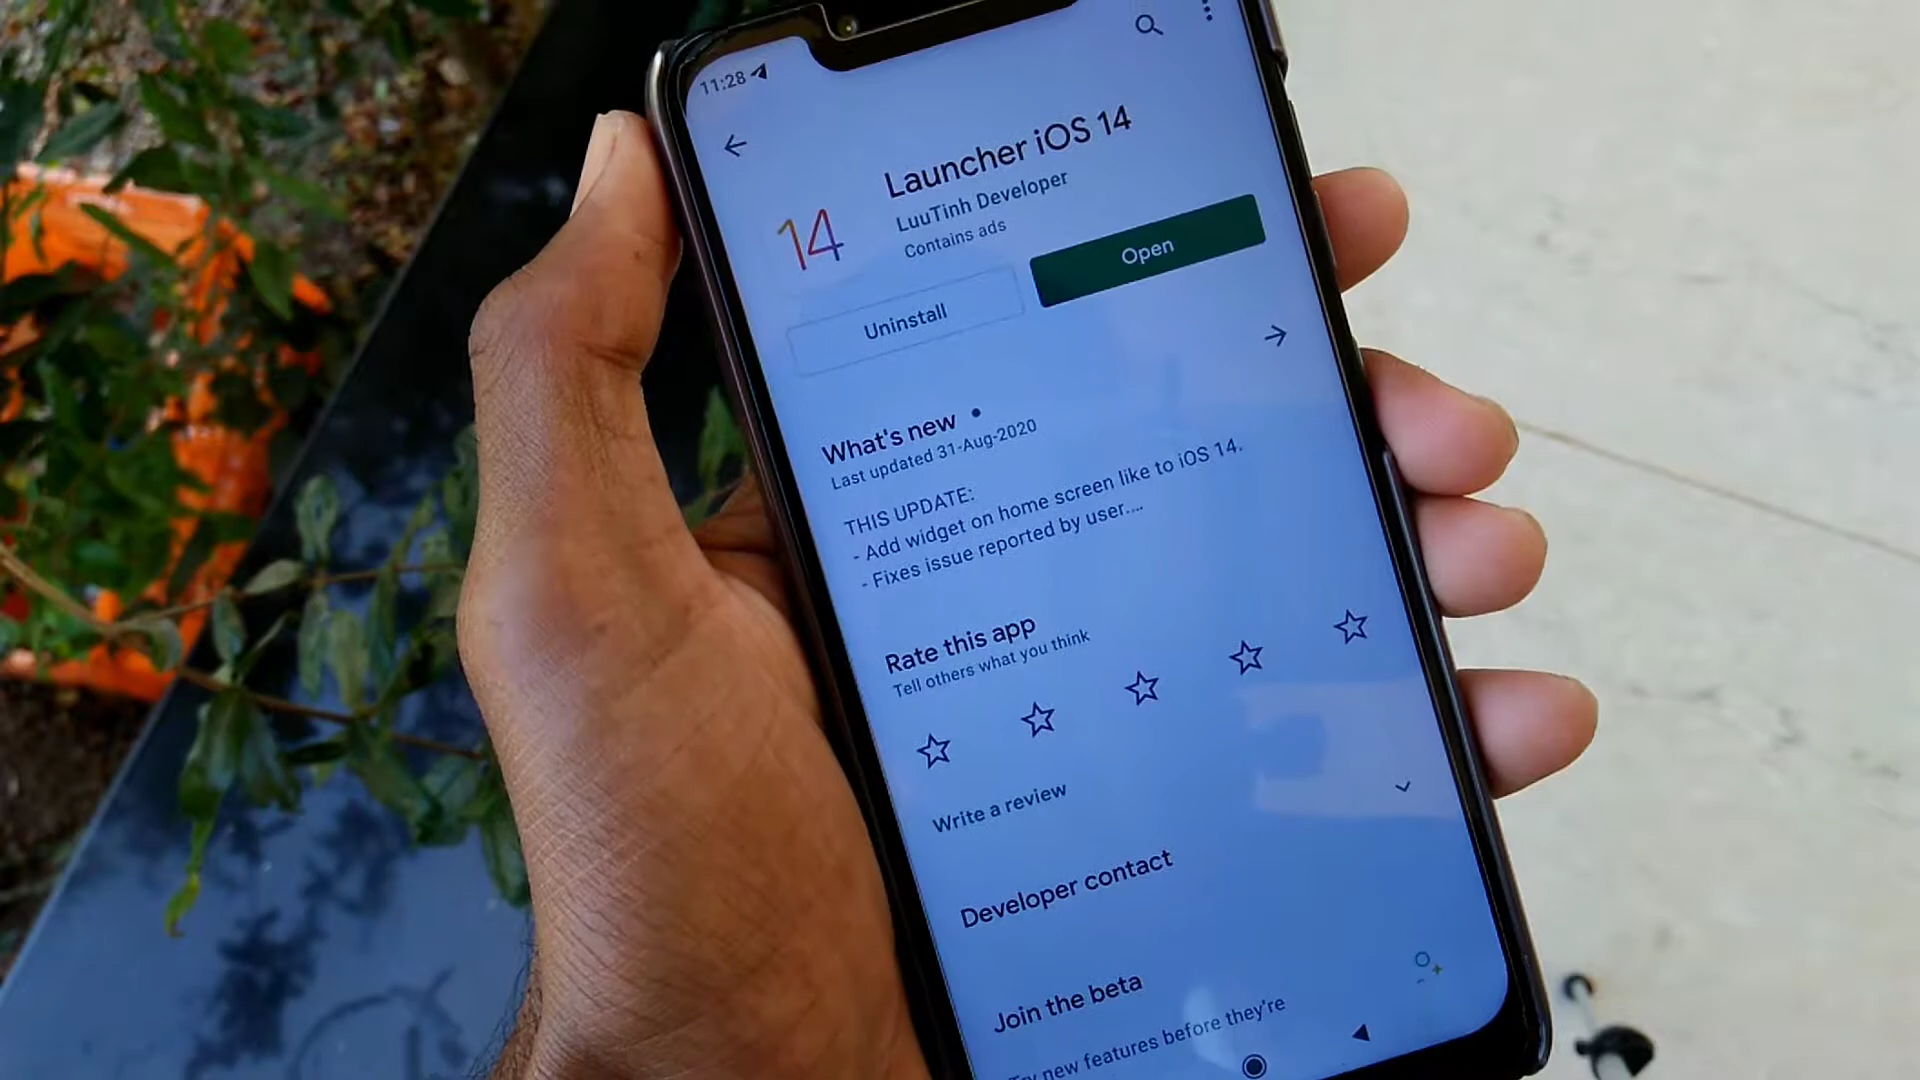 11:28
Launcher iOS 14
LuuTinh Developer
Contains ads
14
Uninstall
Open
What's new
Last updated 31-Aug-2020
THIS UPDATE:
- Add widget on home screen like to iOS 14.
- Fixes issue reported by user....
Rate this app
Tell others what you think
Write a review
Developer contact
Join the beta
Try new features before they're